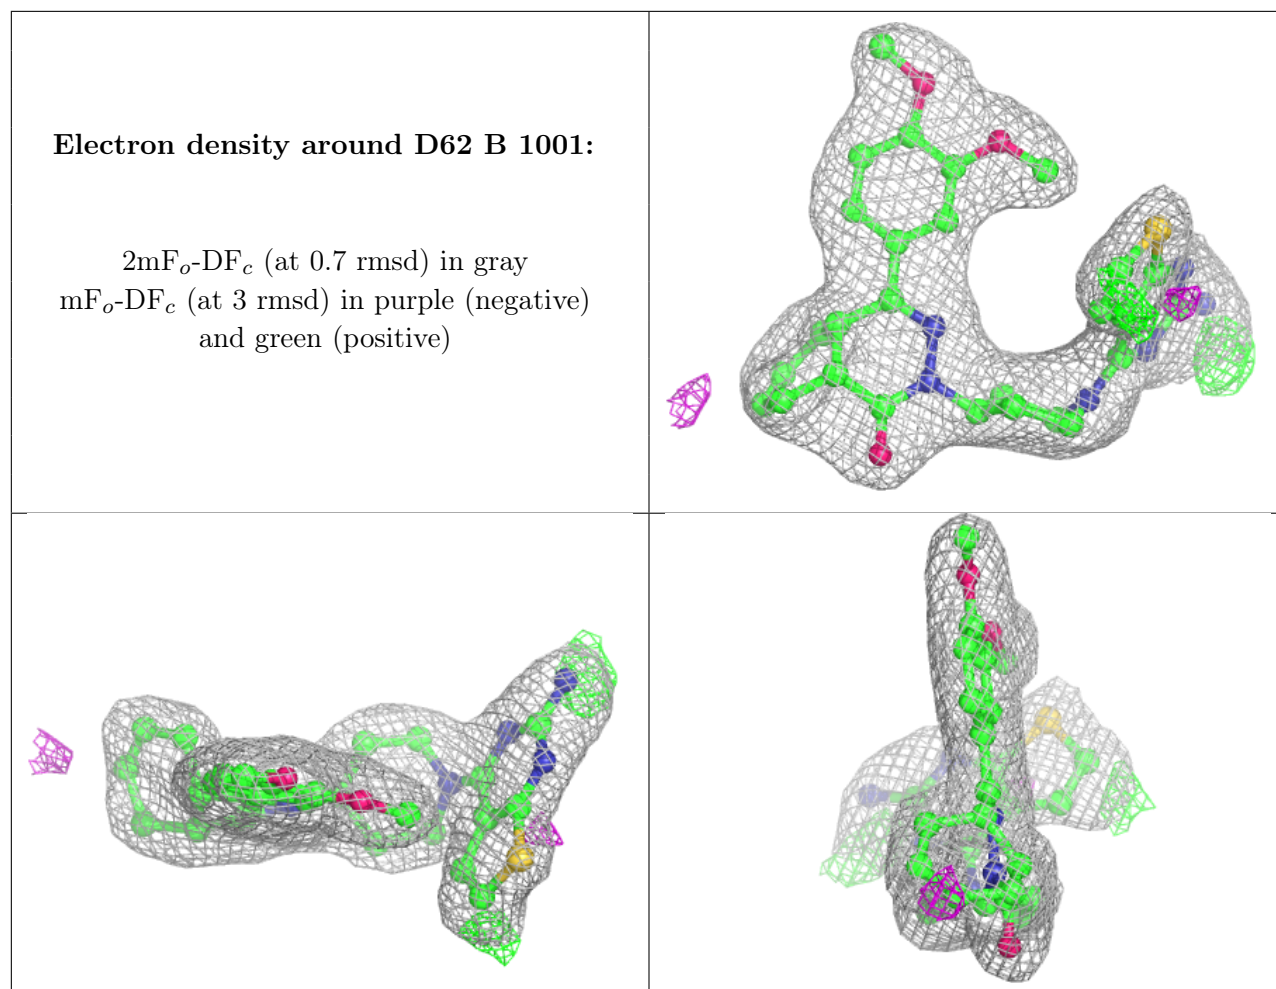 Electron density around D62 B 1001:
2mFo-DFc (at 0.7 rmsd) in gray
mFo-DFc (at 3 rmsd) in purple (negative)
and green (positive)